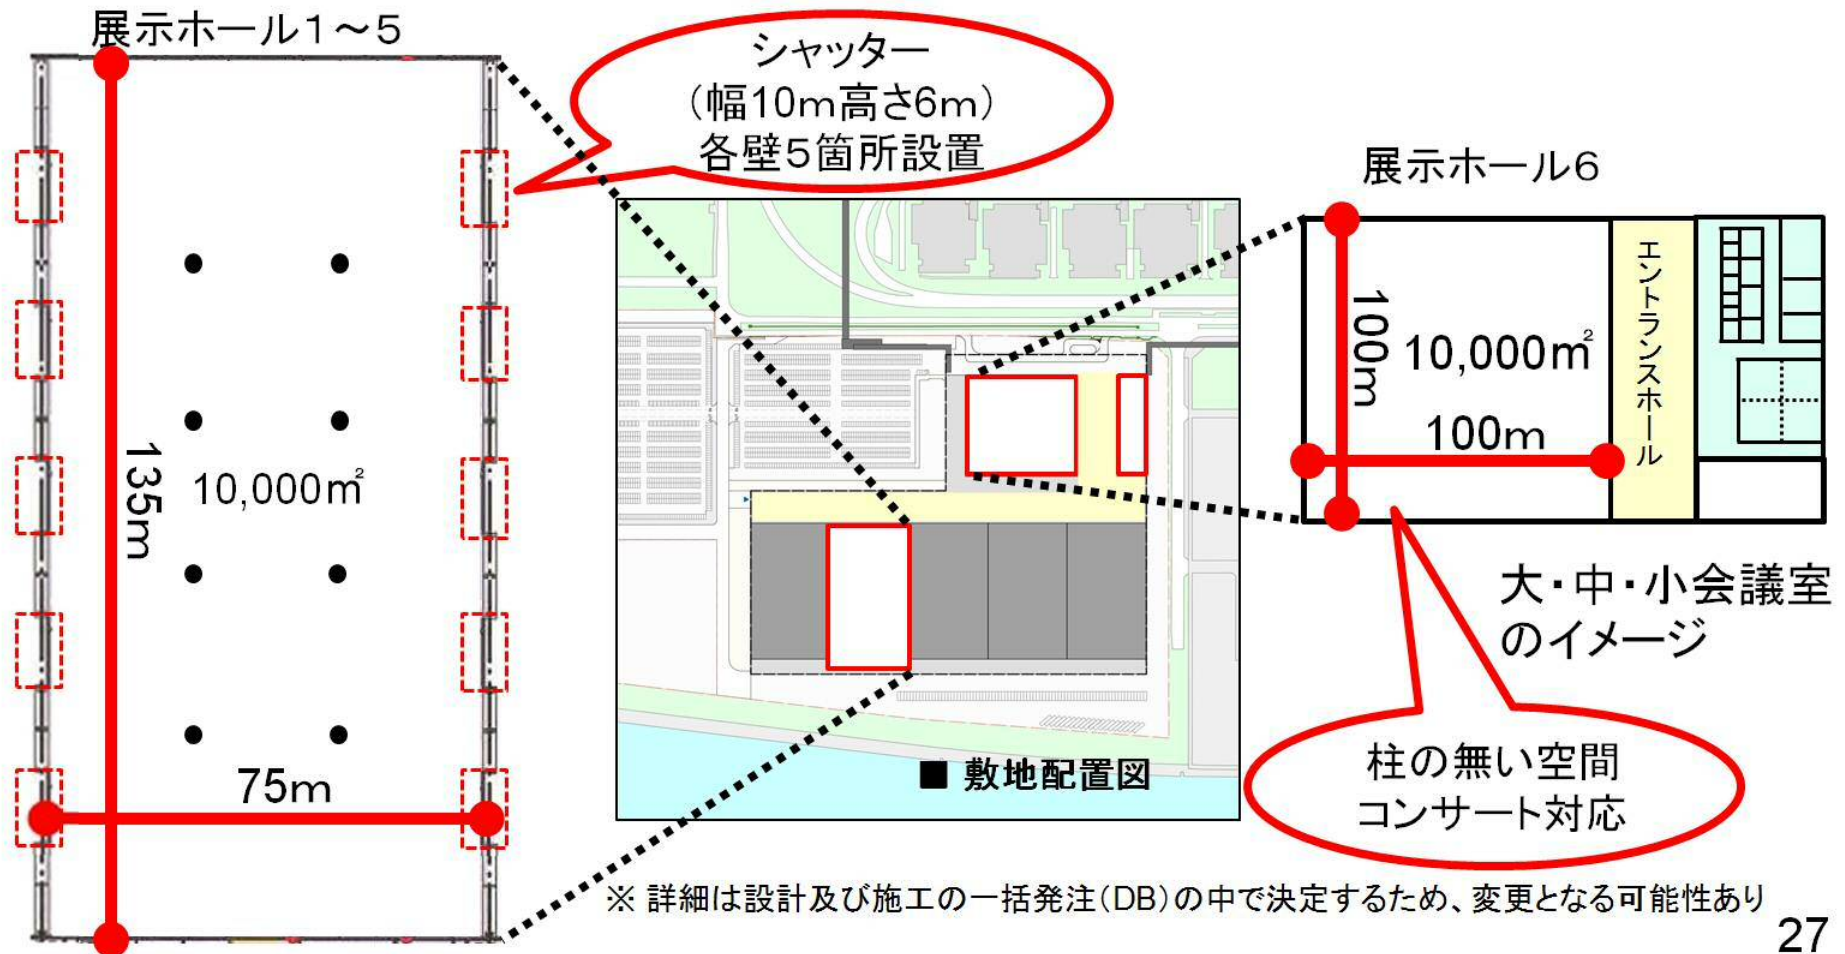 展示ホール1～5
シャッター
（幅10m高さ6m）
各壁5箇所設置
135m
10,000㎡
75m
■ 敷地配置図
展示ホール6
100m
10,000㎡
100m
エントランスホール
大・中・小会議室
のイメージ
柱の無い空間
コンサート対応
※ 詳細は設計及び施工の一括発注（DB）の中で決定するため、変更となる可能性あり
27